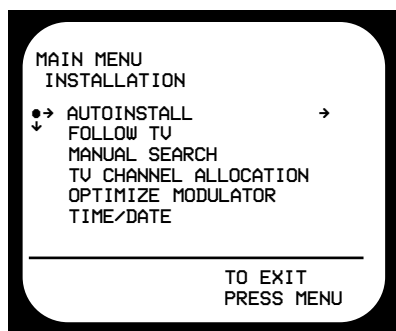 MAIN MENU
INSTALLATION
●→ AUTOINSTALL →
↓ FOLLOW TV
MANUAL SEARCH
TV CHANNEL ALLOCATION
OPTIMIZE MODULATOR
TIME/DATE
TO EXIT
PRESS MENU